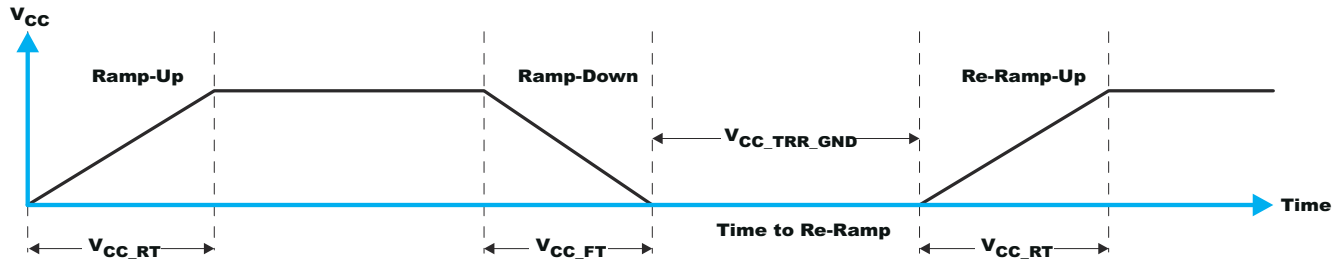 VCC
Ramp-Up
Ramp-Down
Re-Ramp-Up
VCC_TRR_GND
Time
Time to Re-Ramp
VCC_RT
VCC_FT
VCC_RT